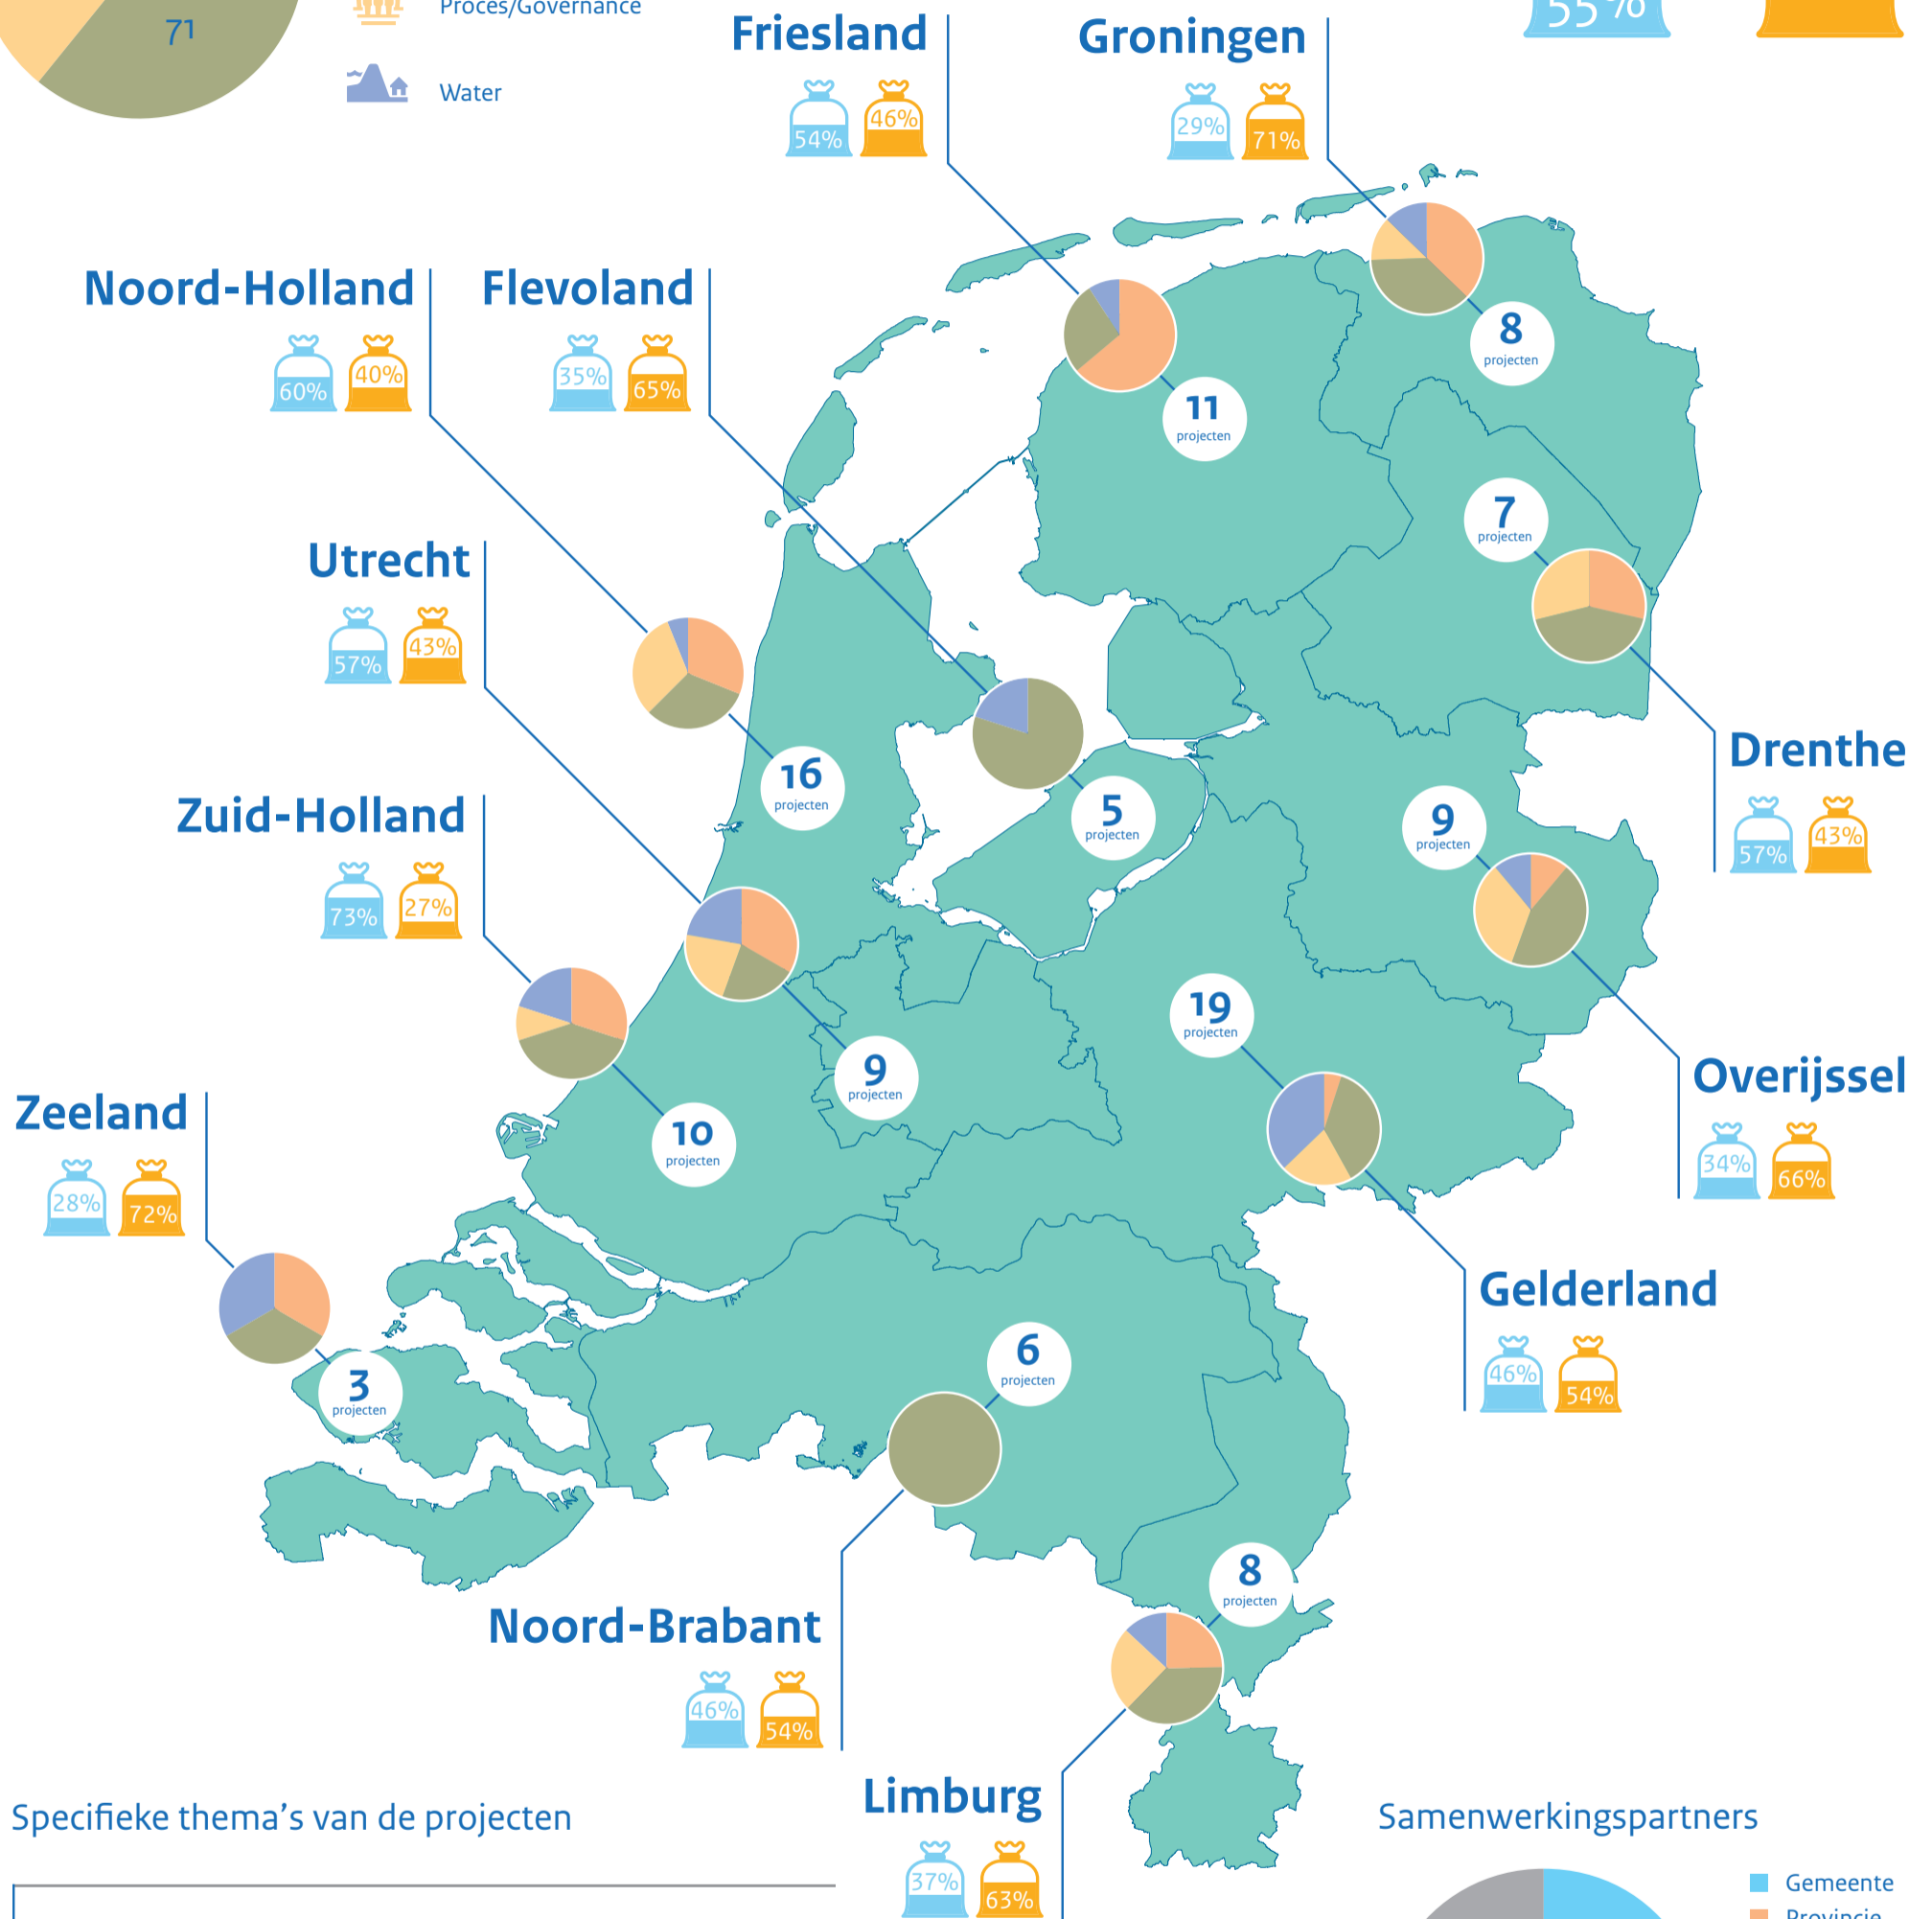 Proces/Governance
71
Water
55%
Friesland
54%
46%
Groningen
29%
71%
Noord-Holland
60%
40%
Flevoland
35%
65%
8
projecten
11
projecten
Utrecht
57%
43%
7
projecten
Drenthe
57%
43%
16
projecten
5
projecten
9
projecten
Zuid-Holland
73%
27%
19
projecten
9
projecten
Overijssel
34%
66%
Zeeland
28%
72%
10
projecten
Gelderland
46%
54%
3
projecten
6
projecten
Noord-Brabant
46%
54%
8
projecten
Limburg
37%
63%
Specifieke thema's van de projecten
Samenwerkingspartners
Gemeente
Provincie